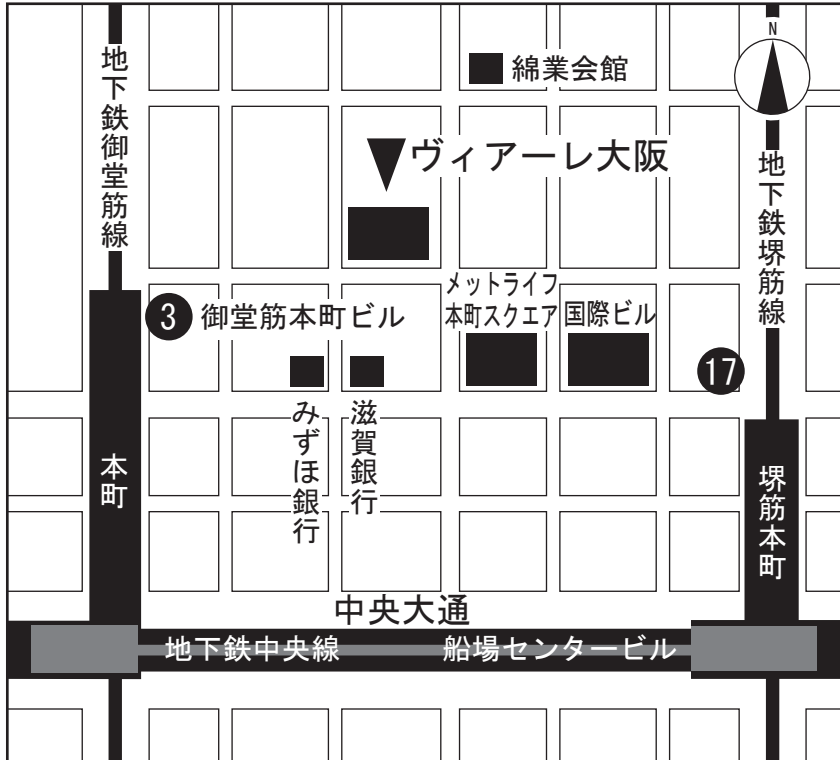 綿業会館
N
地下鉄御堂筋線
ヴィアーレ大阪
地下鉄堺筋線
メットライフ
本町スクエア
国際ビル
3
御堂筋本町ビル
17
みずほ銀行
滋賀銀行
本町
堺筋本町
中央大通
地下鉄中央線
船場センタービル